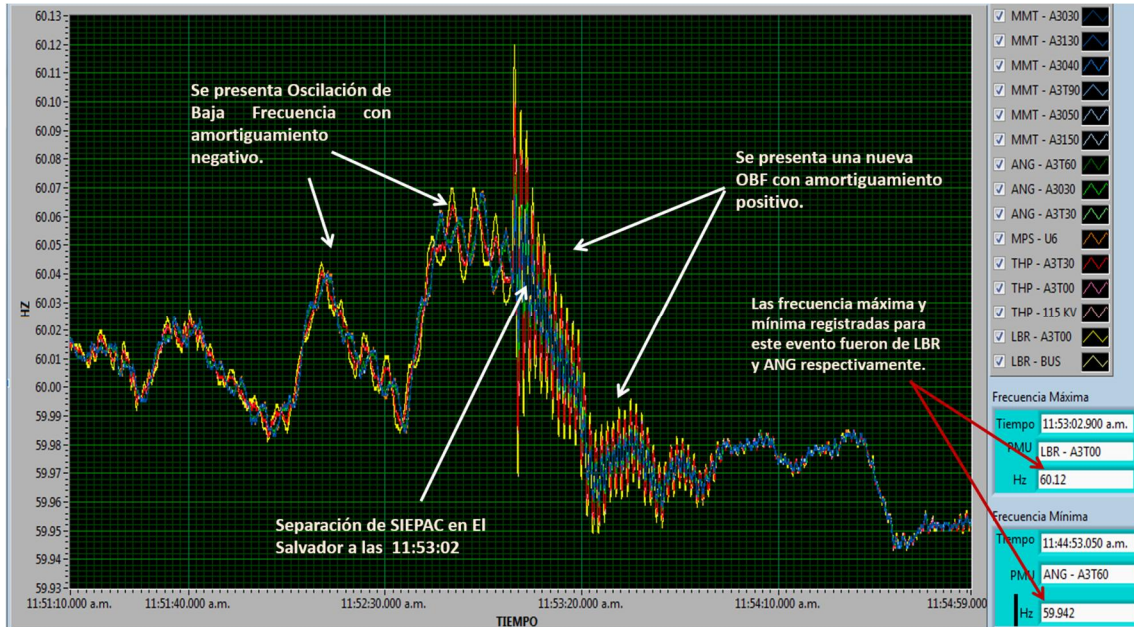 60.13
60.12
60.11
60.10
60.09
60.08
60.07
60.06
60.05
60.04
60.03
60.02
60.01
60.00
59.99
59.98
59.97
59.96
59.95
59.94
59.93
HZ
Se presenta Oscilación de
Baja Frecuencia con
amortiguamiento
negativo.
Se presenta una nueva
OBF con amortiguamiento
positivo.
Las frecuencia máxima y
mínima registradas para
este evento fueron de LBR
y ANG respectivamente.
Separación de SIEPAC en El
Salvador a las 11:53:02
11:51:10.000 a.m.
11:51:40.000 a.m.
11:52:30.000 a.m.
11:53:20.000 a.m.
11:54:10.000 a.m.
11:54:59.000
TIEMPO
MMT - A3030
MMT - A3130
MMT - A3040
MMT - A3T90
MMT - A3050
MMT - A3150
ANG - A3T60
ANG - A3030
ANG - A3T30
MPS - U6
THP - A3T30
THP - A3T00
THP - 115 KV
LBR - A3T00
LBR - BUS
Frecuencia Máxima
Tiempo 11:53:02.900 a.m.
PMU LBR - A3T00
Hz 60.12
Frecuencia Mínima
Tiempo 11:44:53.050 a.m.
PMU ANG - A3T60
Hz 59.942